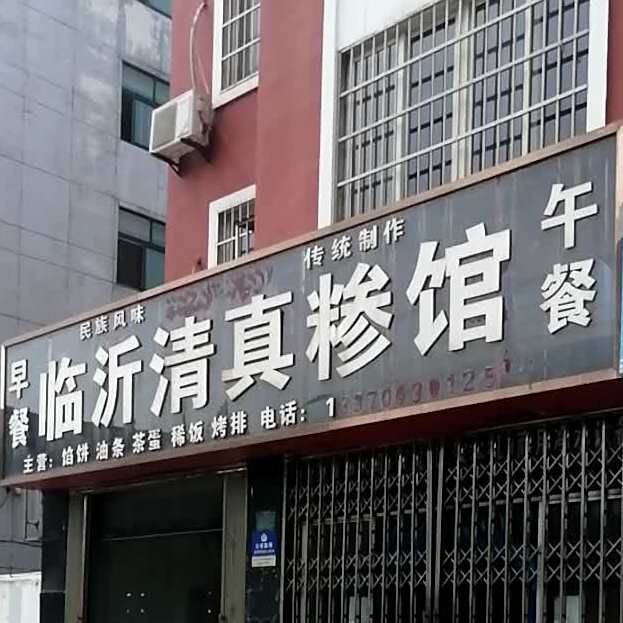 民族风味 传统制作
早餐 临沂清真糁馆 午餐
主营：馅饼 油条 茶蛋 稀饭 烤排 电话：1